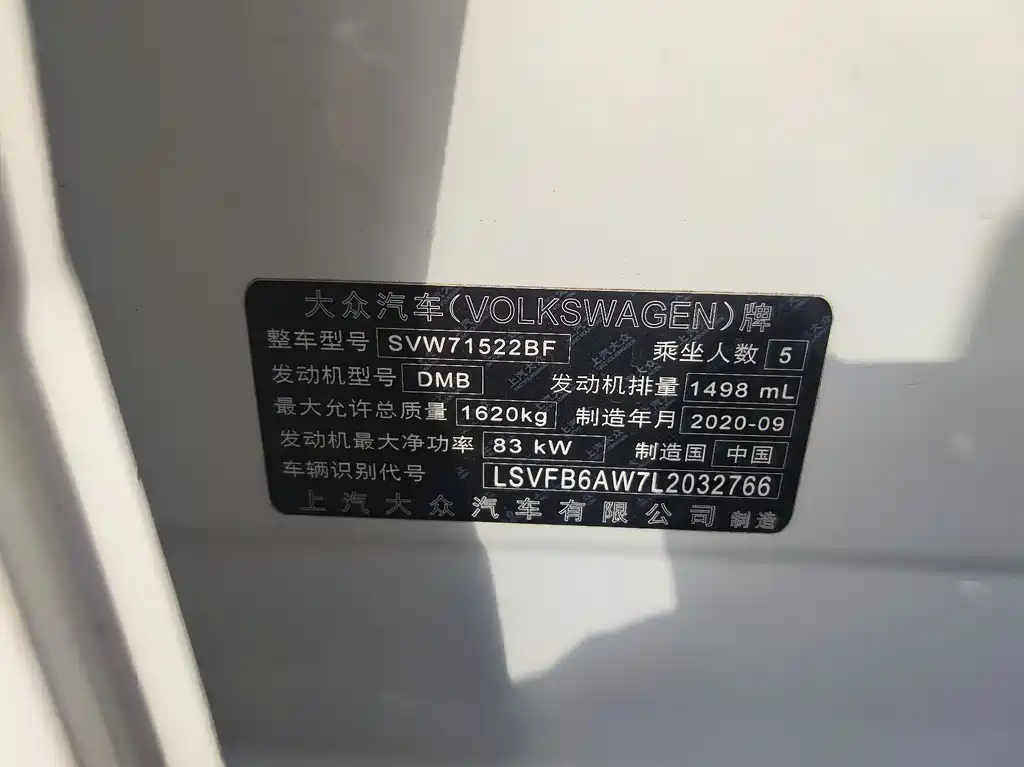 大众汽车(VOLKSWAGEN)牌
整车型号 SVW71522BF 乘坐人数 5
发动机型号 DMB 发动机排量 1498 mL
最大允许总质量 1620kg 制造年月 2020-09
发动机最大净功率 83 kW 制造国 中国
车辆识别代号 LSVFB6AW7L2032766
上汽大众汽车有限公司 制造